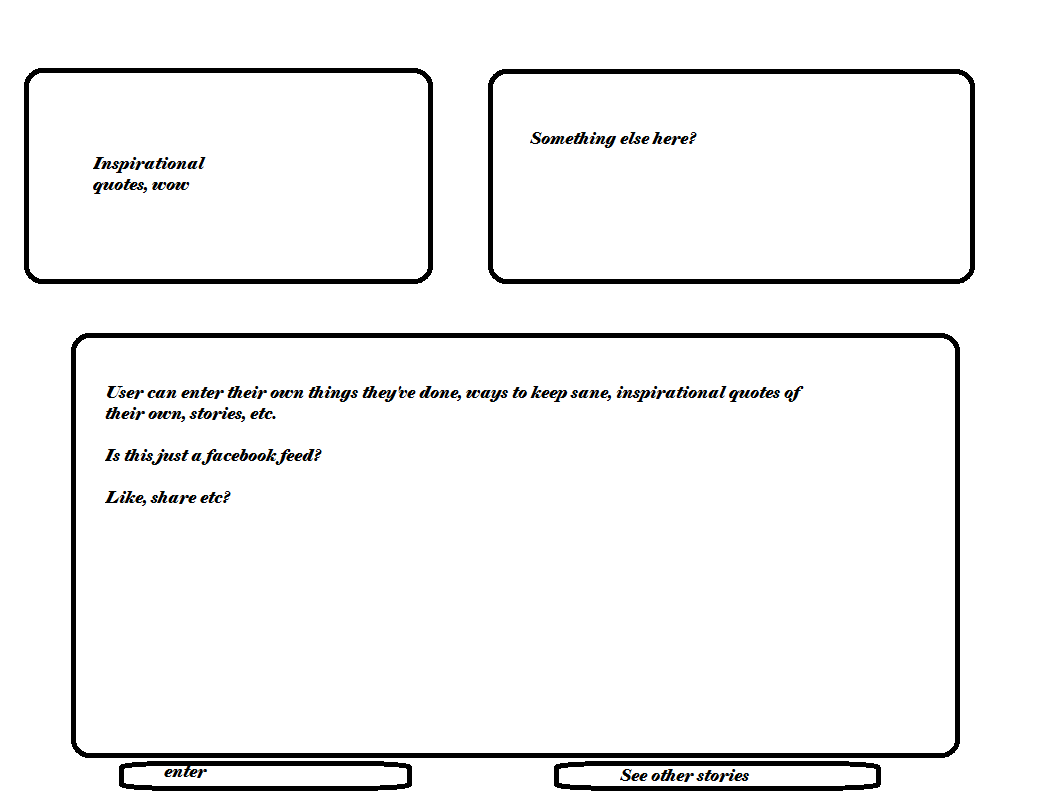 Inspirational
quotes, wow
Something else here?
User can enter their own things they've done, ways to keep sane, inspirational quotes of
their own, stories, etc.
Is this just a facebook feed?
Like, share etc?
enter
See other stories